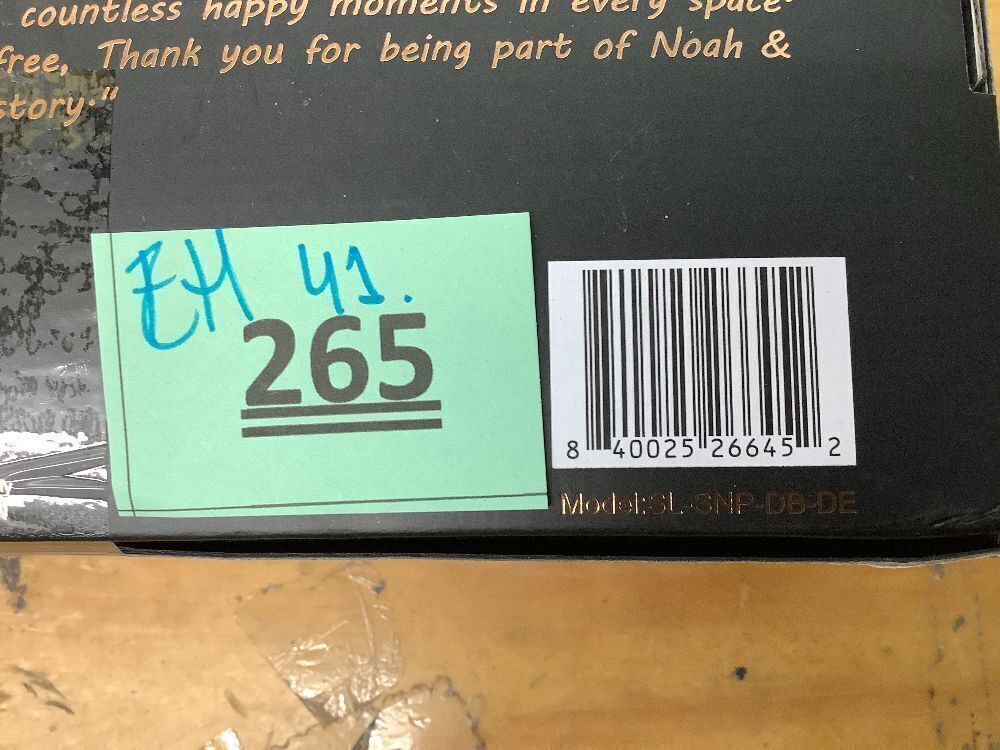 countless happy moments in every space.
free, Thank you for being part of Noah &
story."
EH 41.
265
8 40025 26645 2
Model:SL-SNP-DB-DE